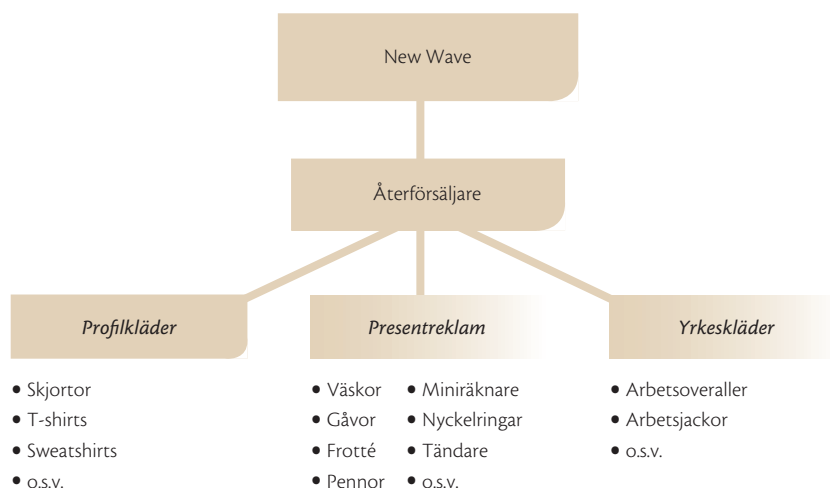 New Wave
Återförsäljare
Profilkläder
• Skjortor
• T-shirts
• Sweatshirts
• o.s.v.
Presentreklam
• Väskor
• Gåvor
• Frotté
• Pennor
• Miniräknare
• Nyckelringar
• Tändare
• o.s.v.
Yrkeskläder
• Arbetsoveraller
• Arbetsjackor
• o.s.v.